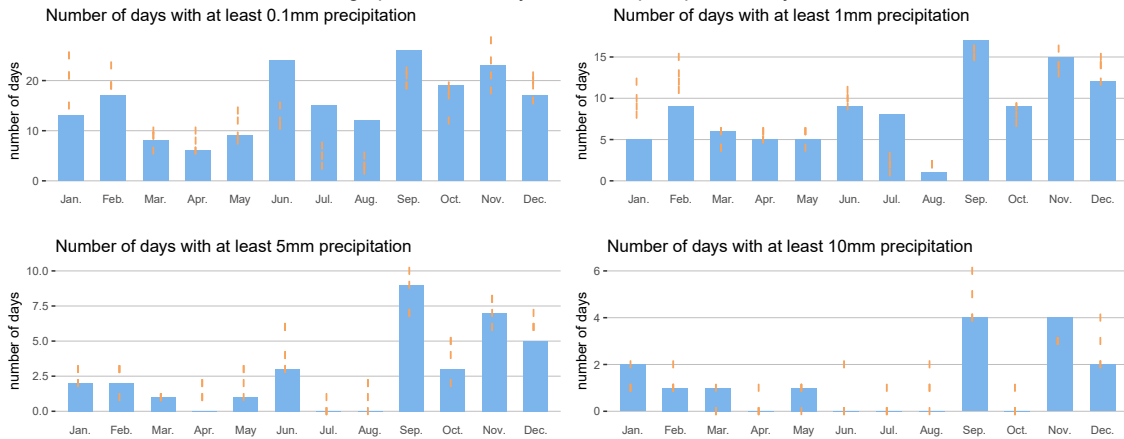 Number of days with at least 0.1mm precipitation
number of days
20
10
0
Jan. Feb. Mar. Apr. May Jun. Jul. Aug. Sep. Oct. Nov. Dec.
Number of days with at least 1mm precipitation
number of days
15
10
5
0
Jan. Feb. Mar. Apr. May Jun. Jul. Aug. Sep. Oct. Nov. Dec.
Number of days with at least 5mm precipitation
number of days
10.0
7.5
5.0
2.5
0.0
Jan. Feb. Mar. Apr. May Jun. Jul. Aug. Sep. Oct. Nov. Dec.
Number of days with at least 10mm precipitation
number of days
6
4
2
0
Jan. Feb. Mar. Apr. May Jun. Jul. Aug. Sep. Oct. Nov. Dec.